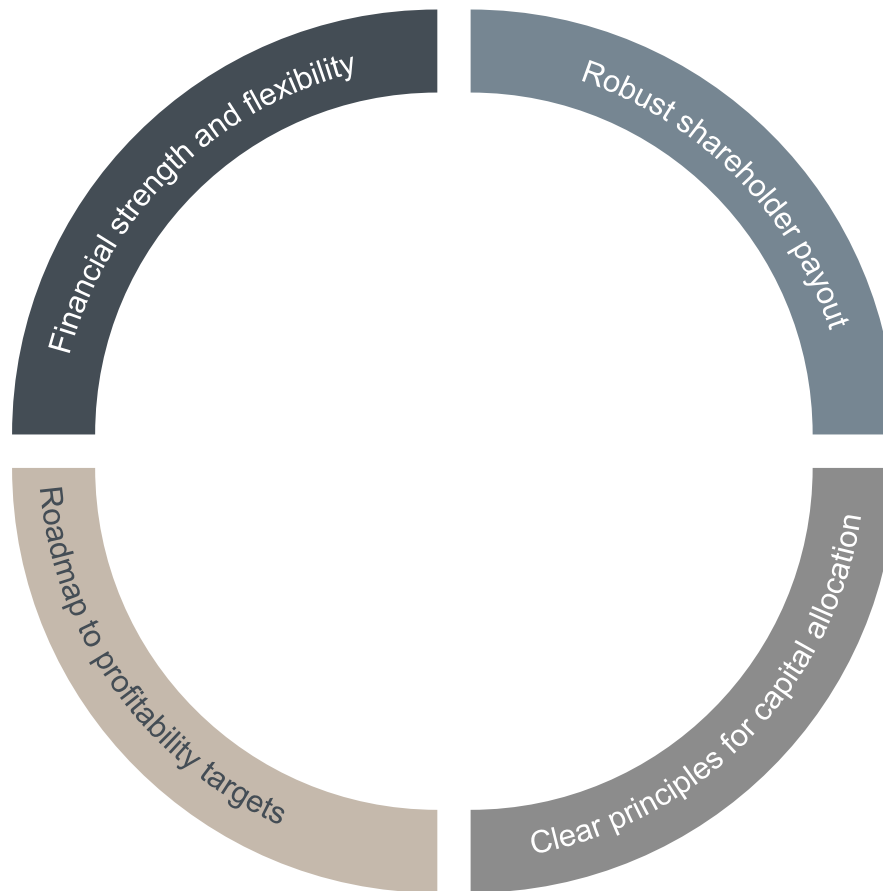 Financial strength and flexibility
Robust shareholder payout
Roadmap to profitability targets
Clear principles for capital allocation